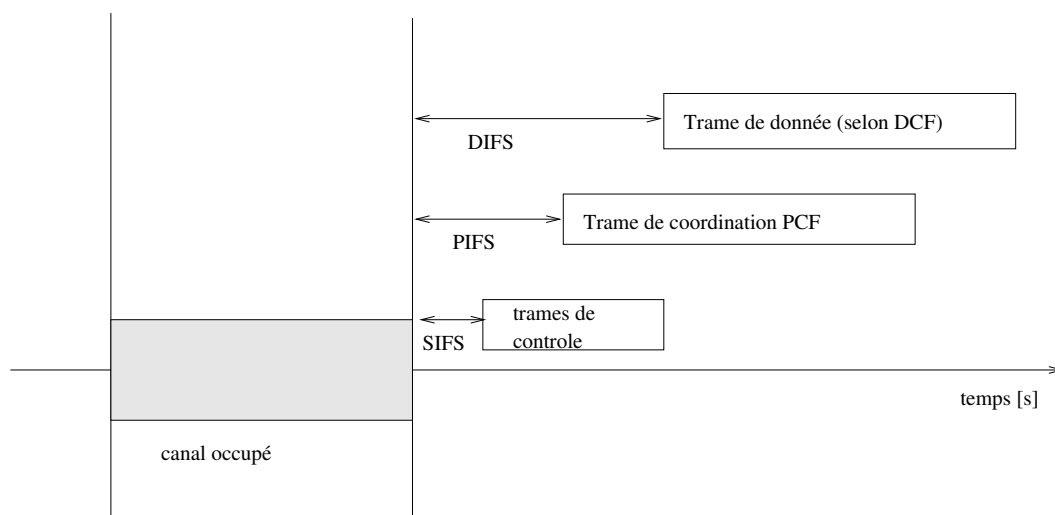 Trame de donnée (selon DCF)
DIFS
Trame de coordination PCF
PIFS
trames de
controle
SIFS
temps [s]
canal occupé